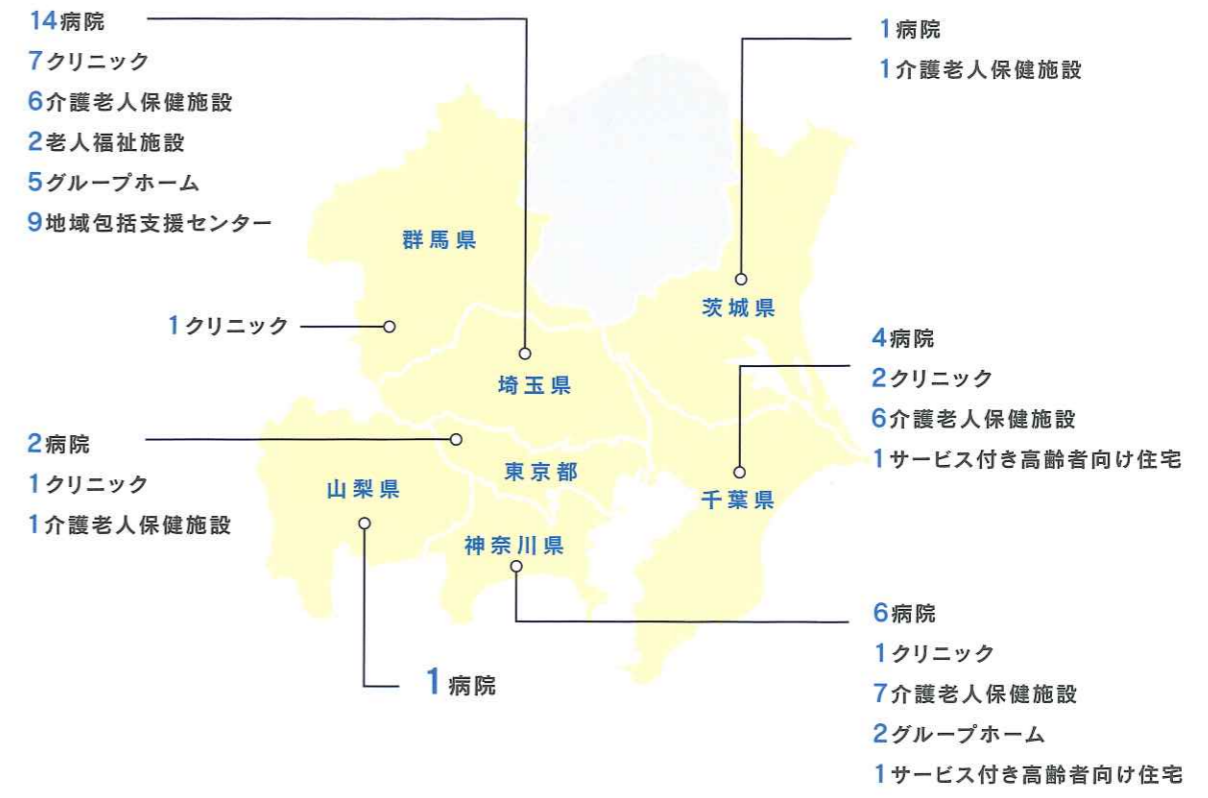 14病院
7クリニック
6介護老人保健施設
2老人福祉施設
5グループホーム
9地域包括支援センター
1病院
1介護老人保健施設
群馬県
茨城県
1クリニック
埼玉県
4病院
2クリニック
6介護老人保健施設
1サービス付き高齢者向け住宅
2病院
1クリニック
1介護老人保健施設
東京都
山梨県
千葉県
神奈川県
1病院
6病院
1クリニック
7介護老人保健施設
2グループホーム
1サービス付き高齢者向け住宅